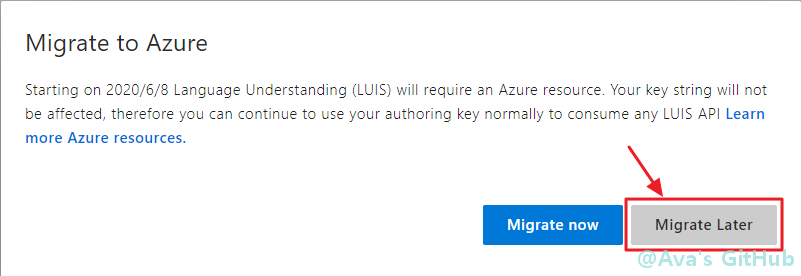 Migrate to Azure
Starting on 2020/6/8 Language Understanding (LUIS) will require an Azure resource. Your key string will not
be affected, therefore you can continue to use your authoring key normally to consume any LUIS API Learn
more Azure resources.
Migrate now Migrate Later
@Ava's GitHub